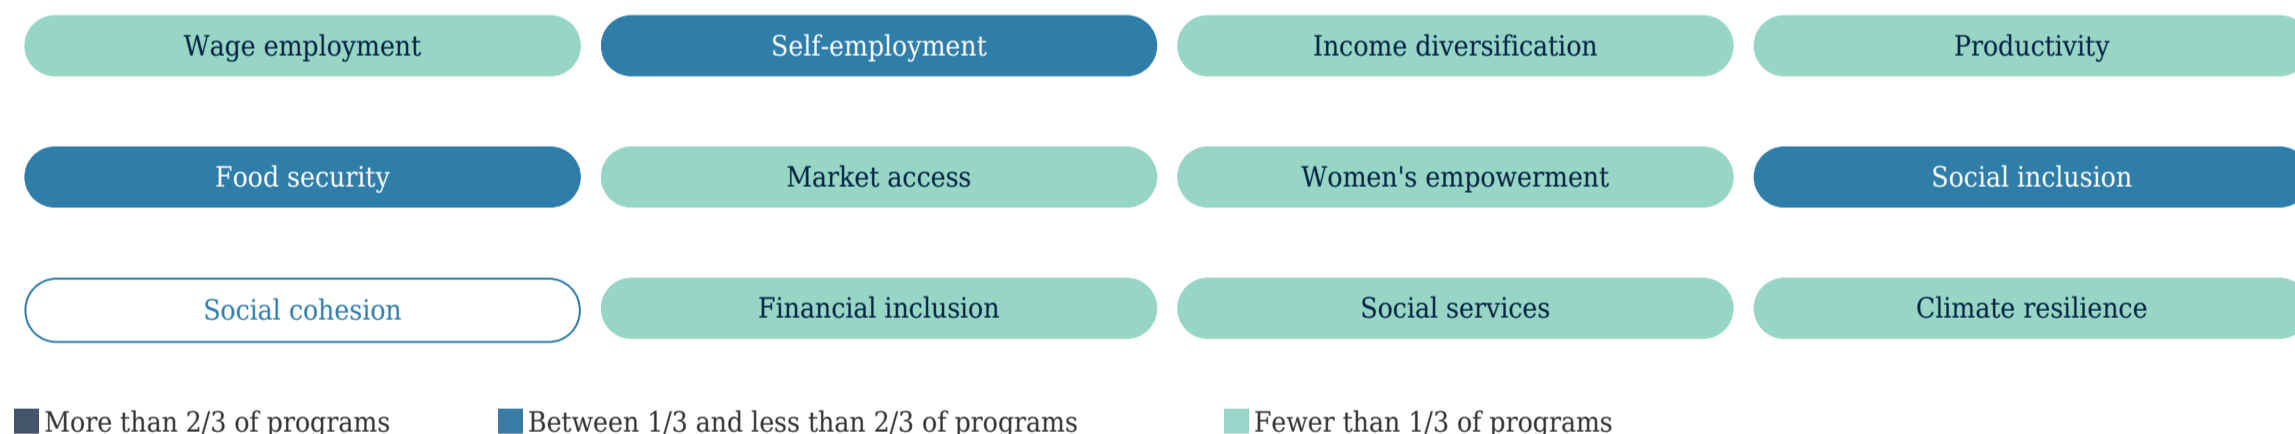 Wage employment Self-employment Income diversification Productivity
Food security Market access Women's empowerment Social inclusion
Social cohesion Financial inclusion Social services Climate resilience
More than 2/3 of programs Between 1/3 and less than 2/3 of programs Fewer than 1/3 of programs